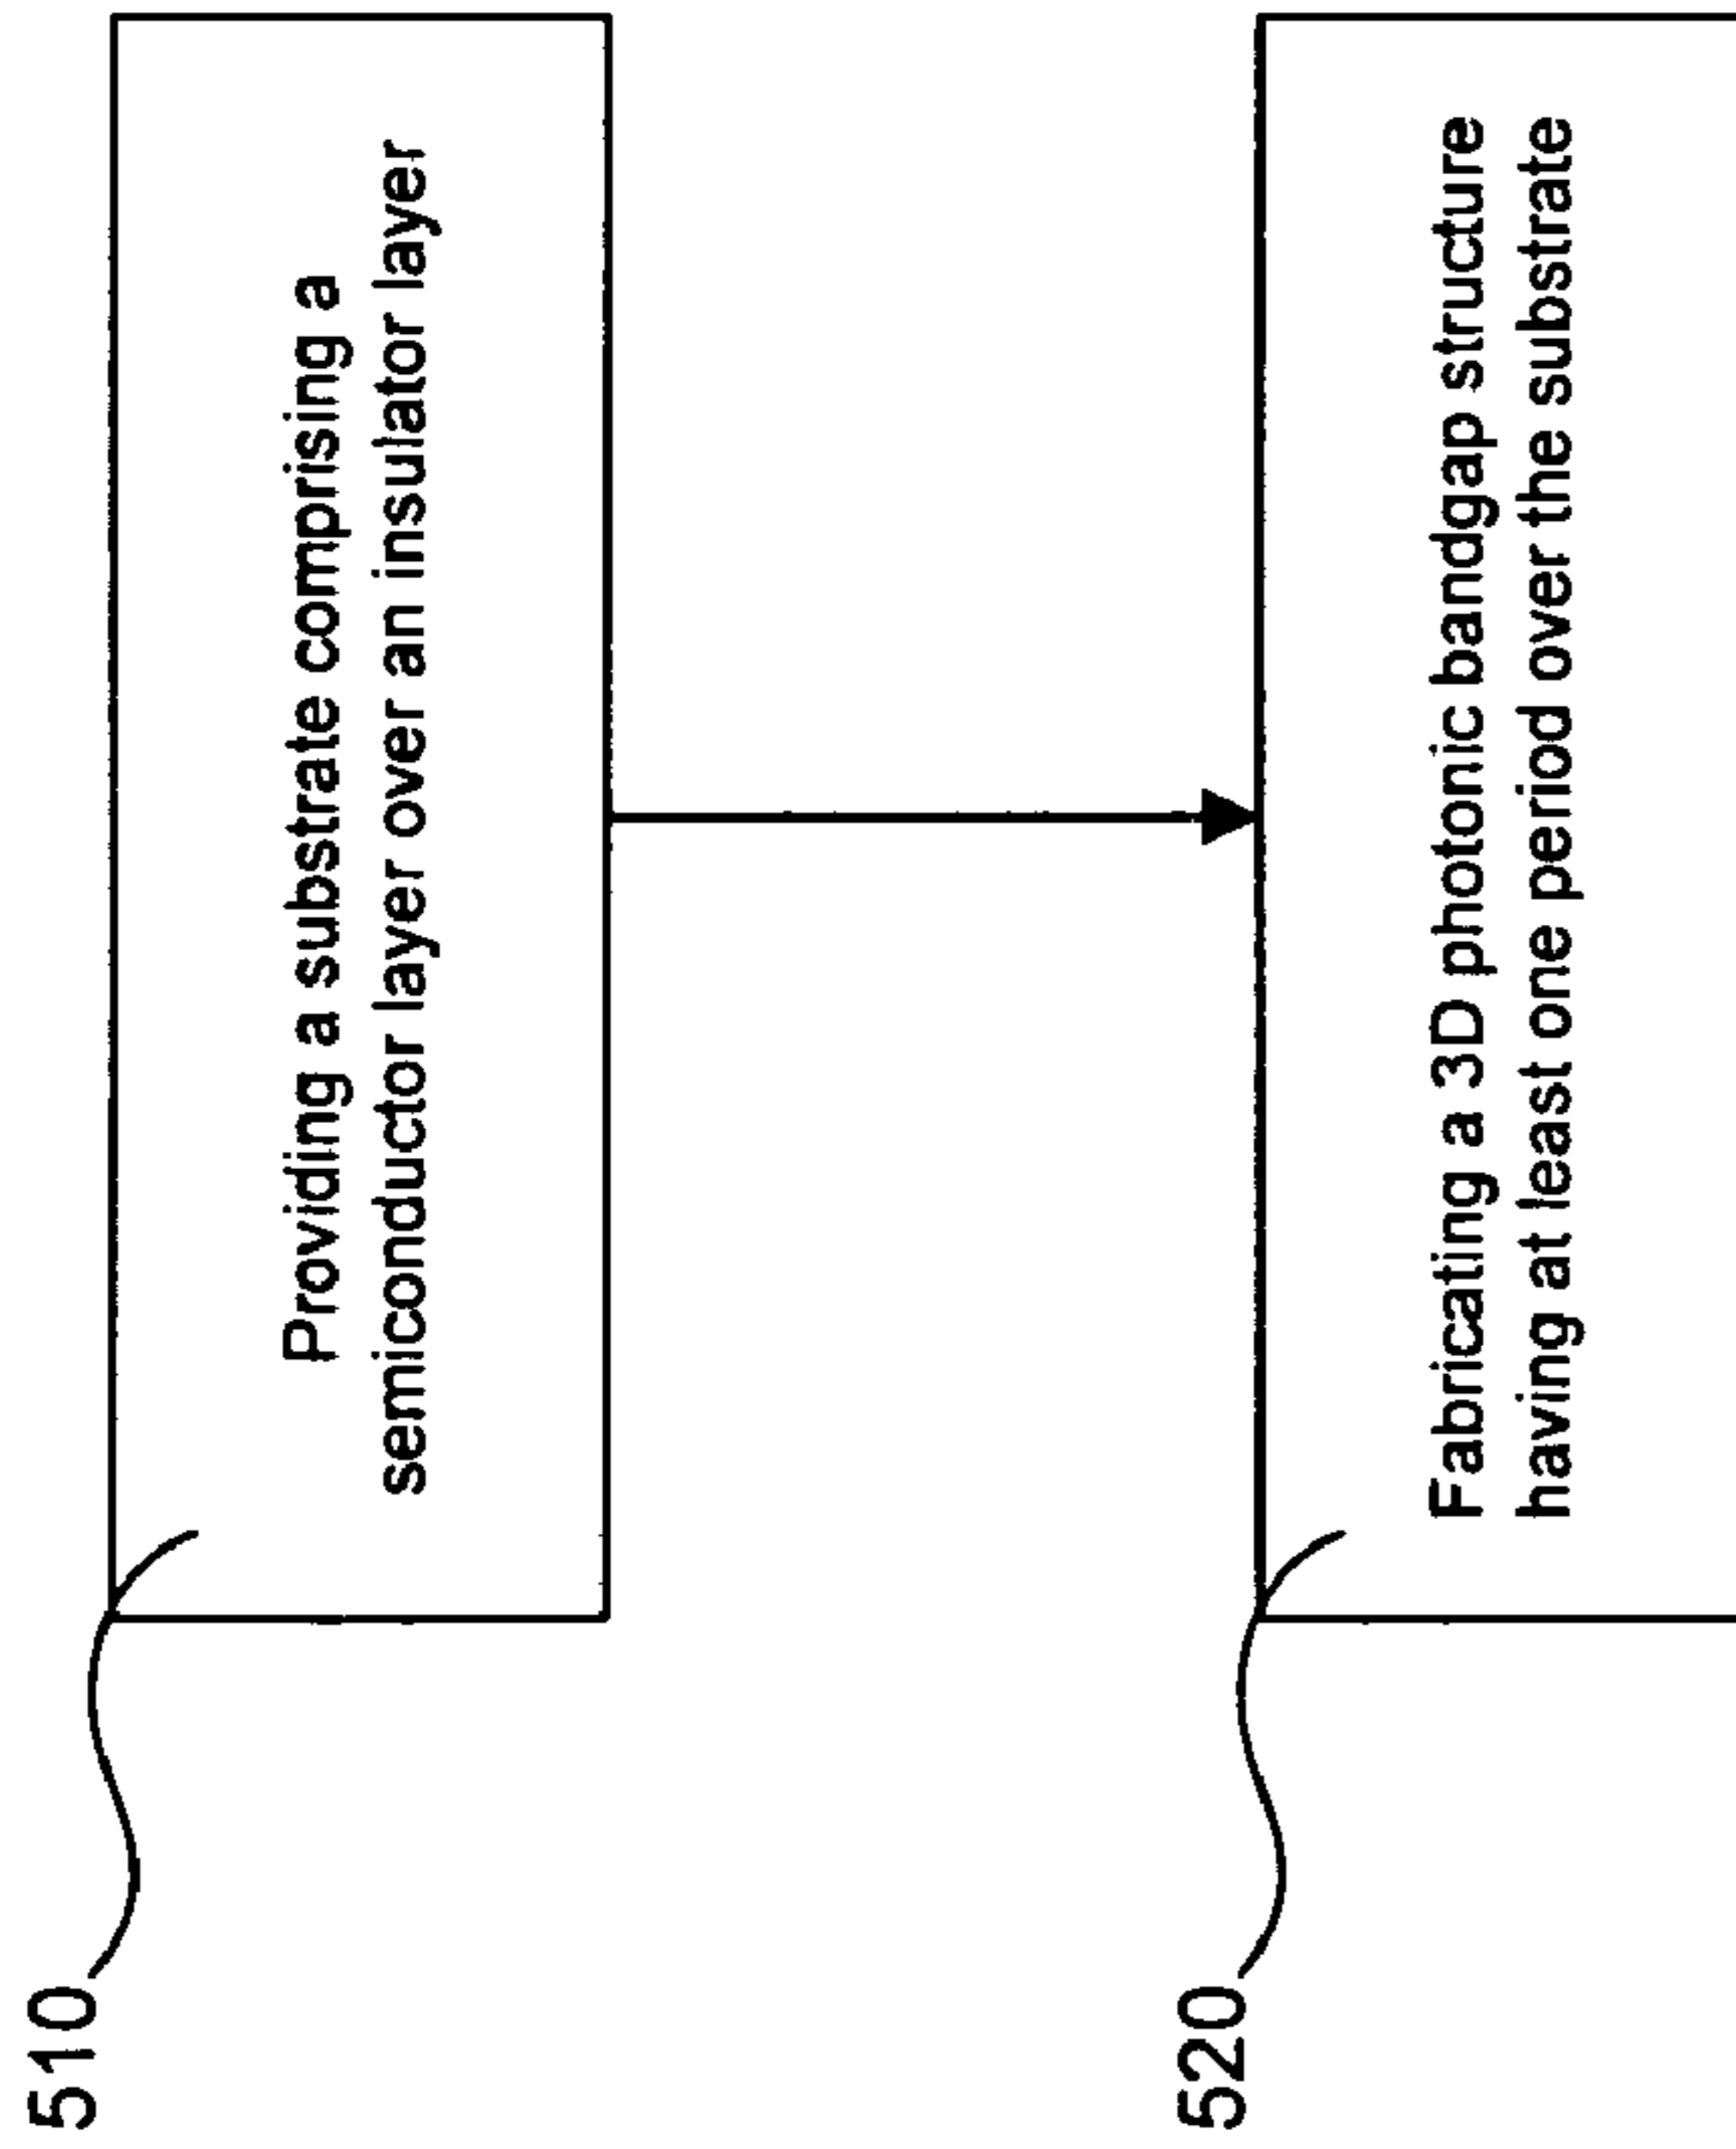 510
Providing a substrate comprising a
semiconductor layer over an insulator layer
520
Fabricating a 3D photonic bandgap structure
having at least one period over the substrate